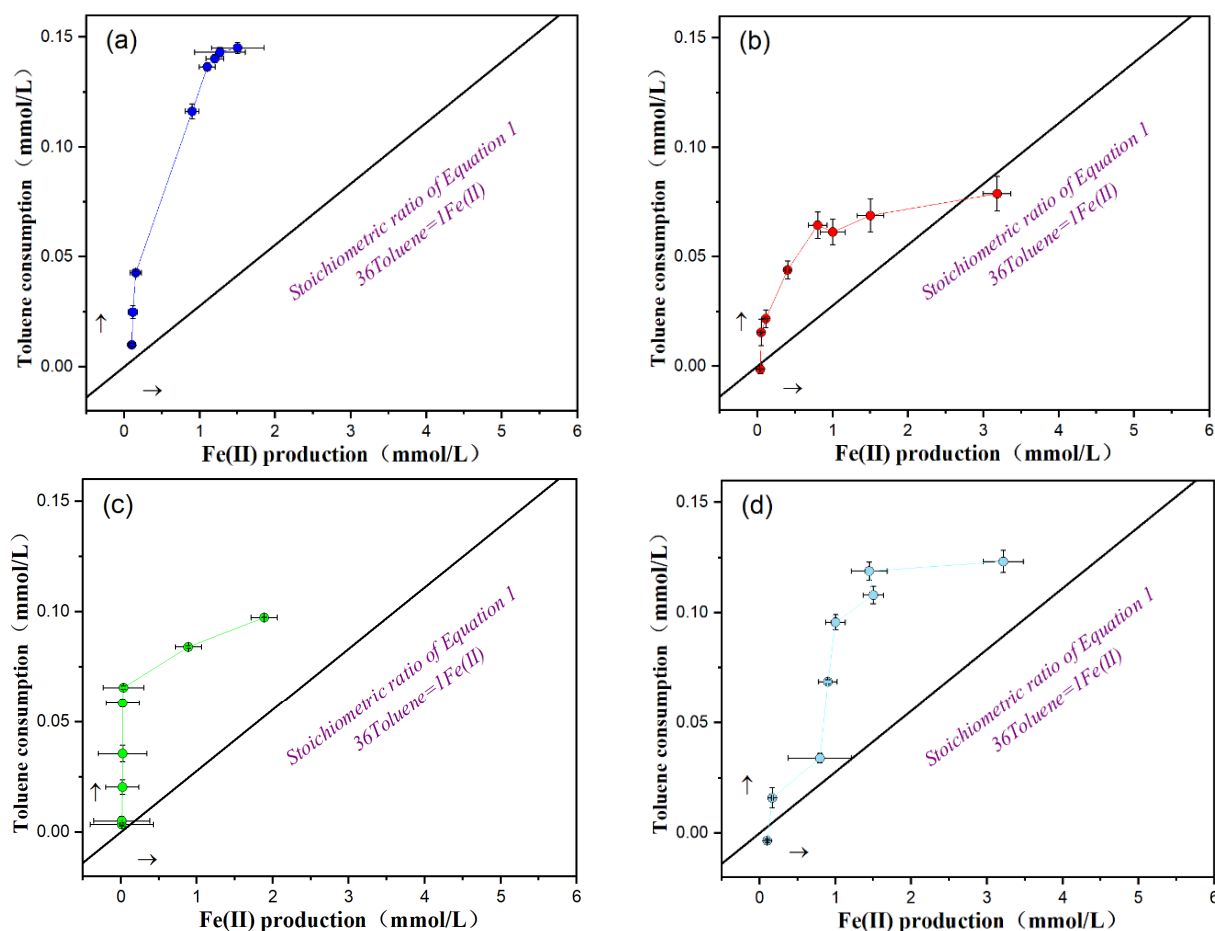 (a)
0.15
0.10
0.05
0.00
Toluene consumption（mmol/L）
Stoichiometric ratio of Equation 1
36Toluene=1Fe(II)
↑
→
0 1 2 3 4 5 6
Fe(II) production（mmol/L）
(b)
0.15
0.10
0.05
0.00
Toluene consumption（mmol/L）
Stoichiometric ratio of Equation 1
36Toluene=1Fe(II)
↑
→
0 1 2 3 4 5 6
Fe(II) production（mmol/L）
(c)
0.15
0.10
0.05
0.00
Toluene consumption（mmol/L）
Stoichiometric ratio of Equation 1
36Toluene=1Fe(II)
↑
→
0 1 2 3 4 5 6
Fe(II) production（mmol/L）
(d)
0.15
0.10
0.05
0.00
Toluene consumption（mmol/L）
Stoichiometric ratio of Equation 1
36Toluene=1Fe(II)
↑
→
0 1 2 3 4 5 6
Fe(II) production（mmol/L）